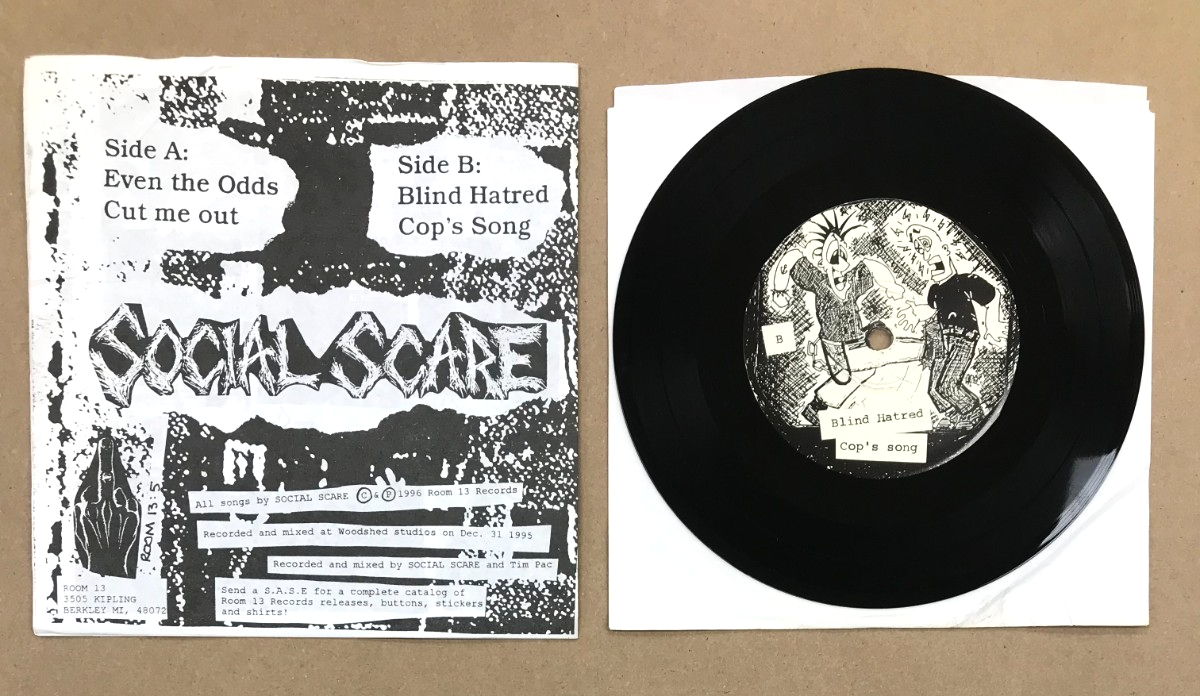 Side A:
Even the Odds
Cut me out
Side B:
Blind Hatred
Cop's Song
SOCIAL SCARE
ROOM 13:5
All songs by SOCIAL SCARE Ⓒ & Ⓟ 1996 Room 13 Records
Recorded and mixed at Woodshed studios on Dec. 31 1995
Recorded and mixed by SOCIAL SCARE and Tim Pac
Send a S.A.S.E for a complete catalog of
Room 13 Records releases, buttons, stickers
and shirts!
ROOM 13
3505 KIPLING
BERKLEY MI, 48072
B
Blind Hatred
Cop's song